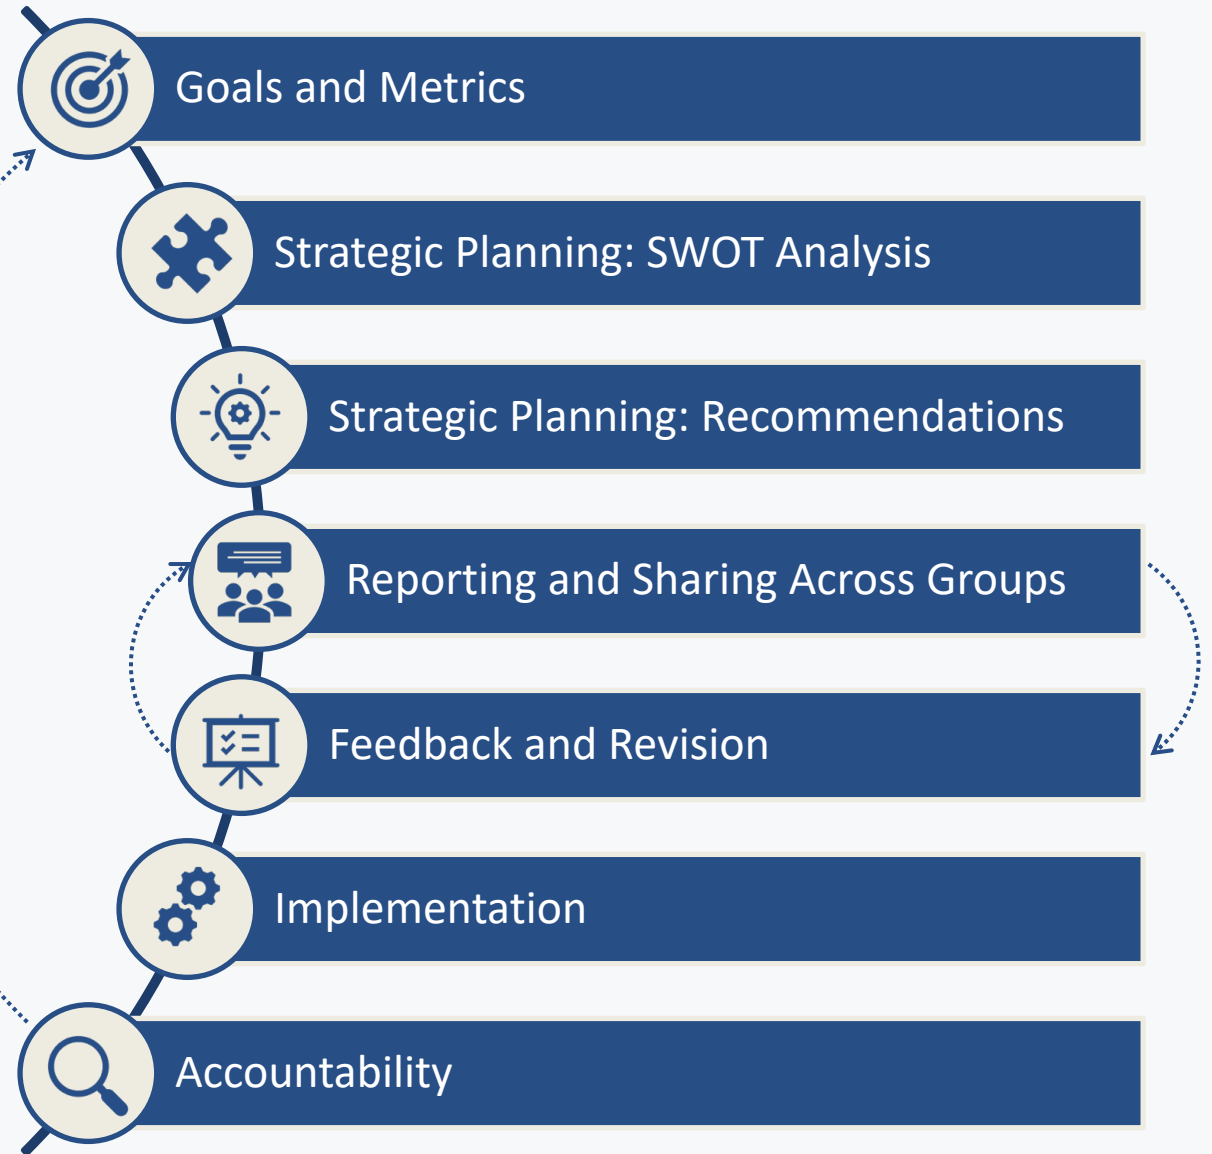 Goals and Metrics
Strategic Planning: SWOT Analysis
Strategic Planning: Recommendations
Reporting and Sharing Across Groups
Feedback and Revision
Implementation
Accountability